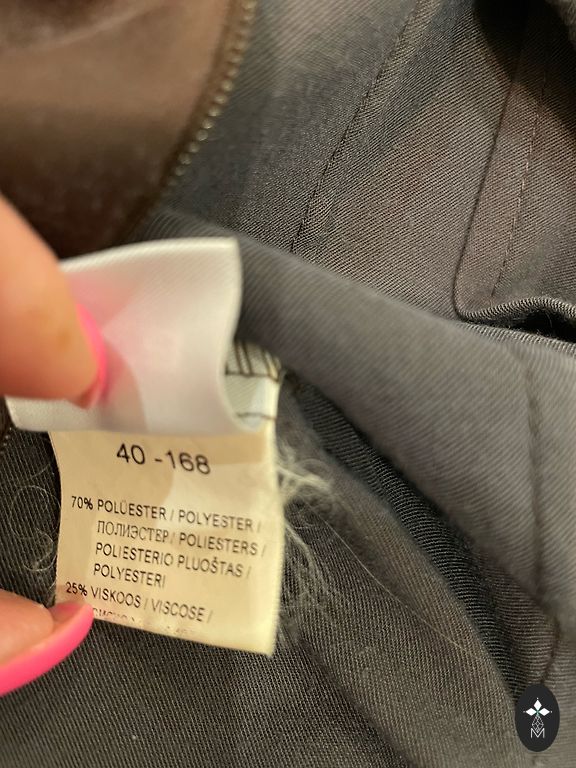 40 - 168
70% POLÜESTER / POLYESTER /
ПОЛИЭСТЕР / POLIESTERS /
POLIESTERIO PLUOŠTAS /
POLYESTERI
25% VISKOOS / VISCOSE /
M